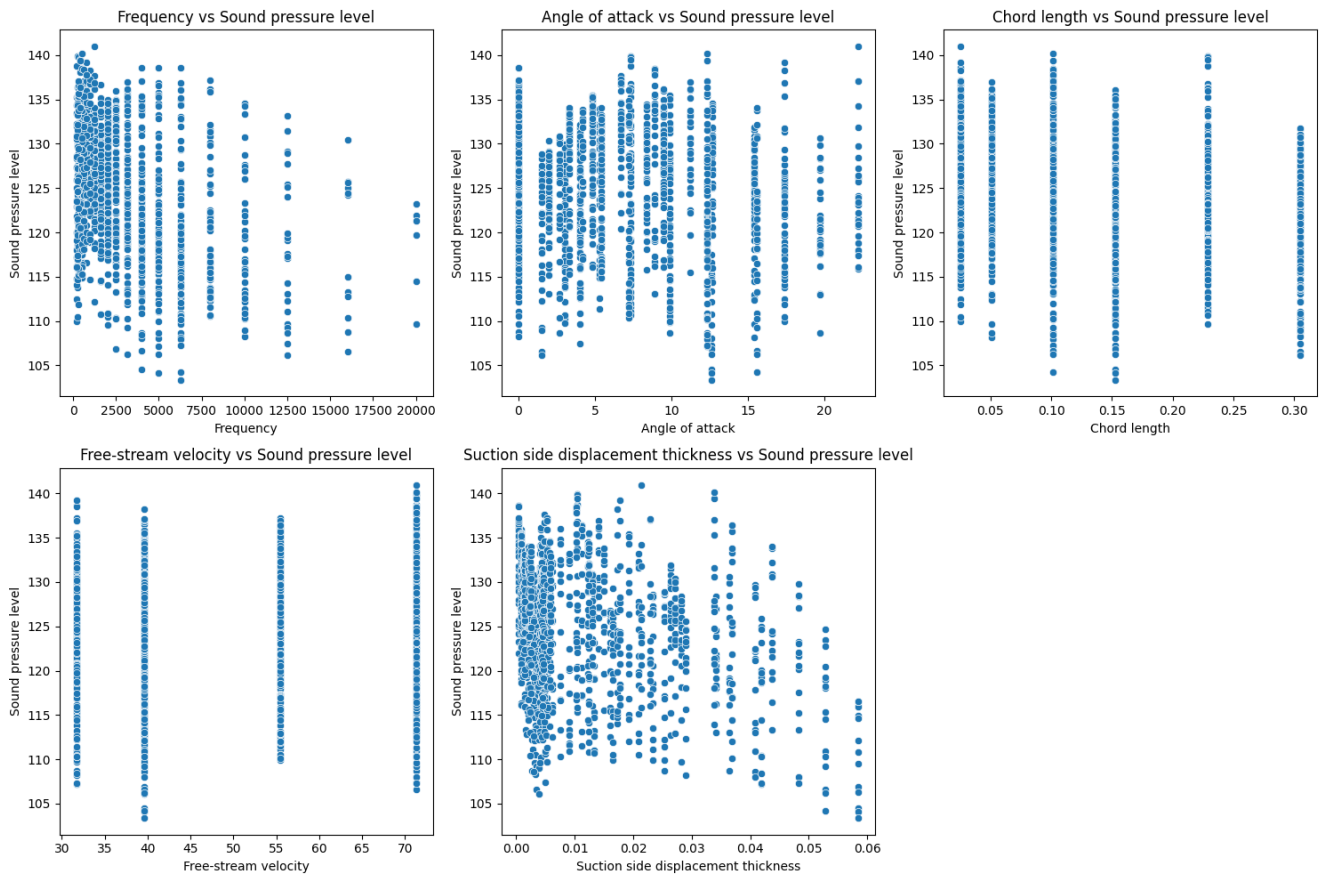 Frequency vs Sound pressure level
Sound pressure level
140
135
130
125
120
115
110
105
0 2500 5000 7500 10000 12500 15000 17500 20000
Frequency
Angle of attack vs Sound pressure level
Sound pressure level
140
135
130
125
120
115
110
105
0 5 10 15 20
Angle of attack
Chord length vs Sound pressure level
Sound pressure level
140
135
130
125
120
115
110
105
0.05 0.10 0.15 0.20 0.25 0.30
Chord length
Free-stream velocity vs Sound pressure level
Sound pressure level
140
135
130
125
120
115
110
105
30 35 40 45 50 55 60 65 70
Free-stream velocity
Suction side displacement thickness vs Sound pressure level
Sound pressure level
140
135
130
125
120
115
110
105
0.00 0.01 0.02 0.03 0.04 0.05 0.06
Suction side displacement thickness